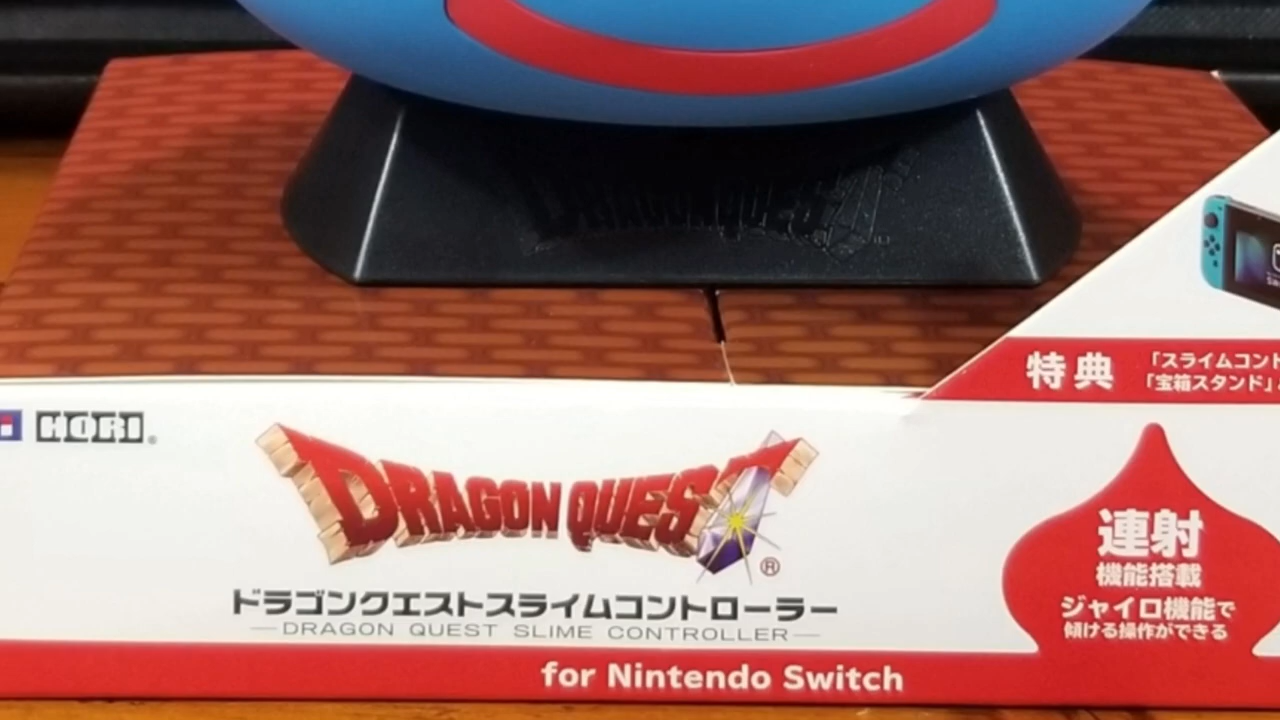 DRAGON QUEST
特典
「スライムコント
「宝箱スタンド」
HORI®
DRAGON QUEST®
ドラゴンクエストスライムコントローラー
DRAGON QUEST SLIME CONTROLLER
連射
機能搭載
ジャイロ機能で
傾ける操作ができる
for Nintendo Switch